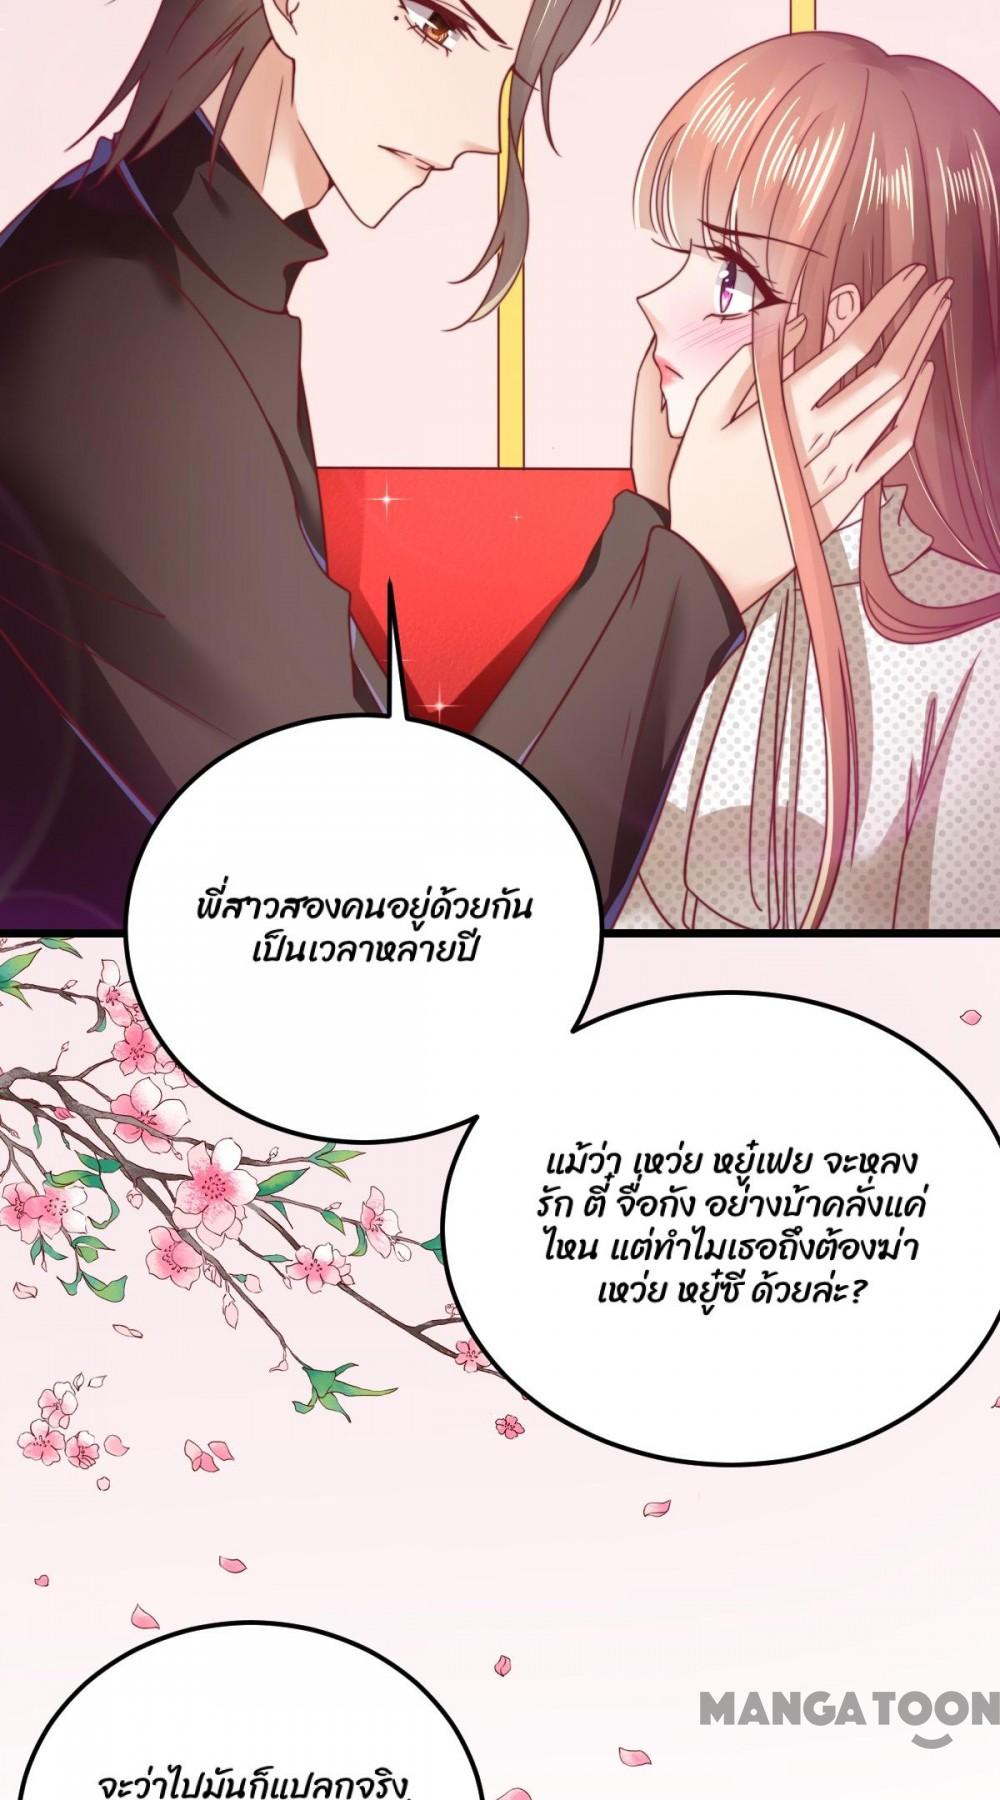 พี่สาวสองคนอยู่ด้วยกัน
เป็นเวลาหลายปี
แม้ว่า เหว่ย หยู๋เฟย จะหลง
รัก ตี๋ จื่อกัง อย่างบ้าคลั่งแค่
ไหน แต่ทำไมเธอถึงต้องฆ่า
เหว่ย หยู๋ซี ด้วยล่ะ?
MANGATOON
จะว่าไปมันก็แปลกจริง